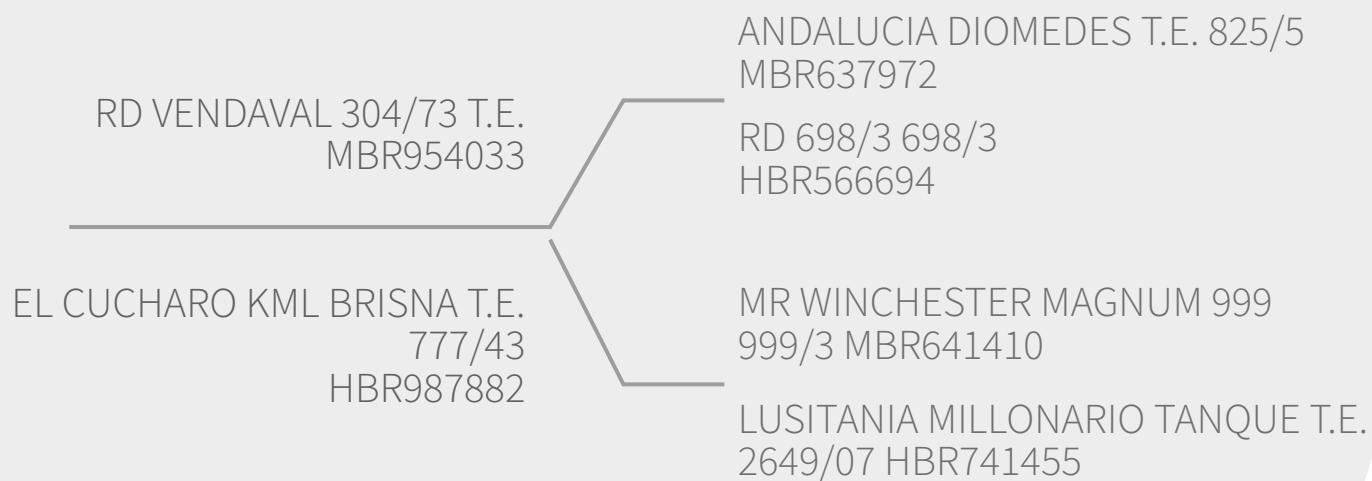 RD VENDAVAL 304/73 T.E.
MBR954033
EL CUCHARO KML BRISNA T.E.
777/43
HBR987882
ANDALUCIA DIOMEDES T.E. 825/5
MBR637972
RD 698/3 698/3
HBR566694
MR WINCHESTER MAGNUM 999
999/3 MBR641410
LUSITANIA MILLONARIO TANQUE T.E.
2649/07 HBR741455